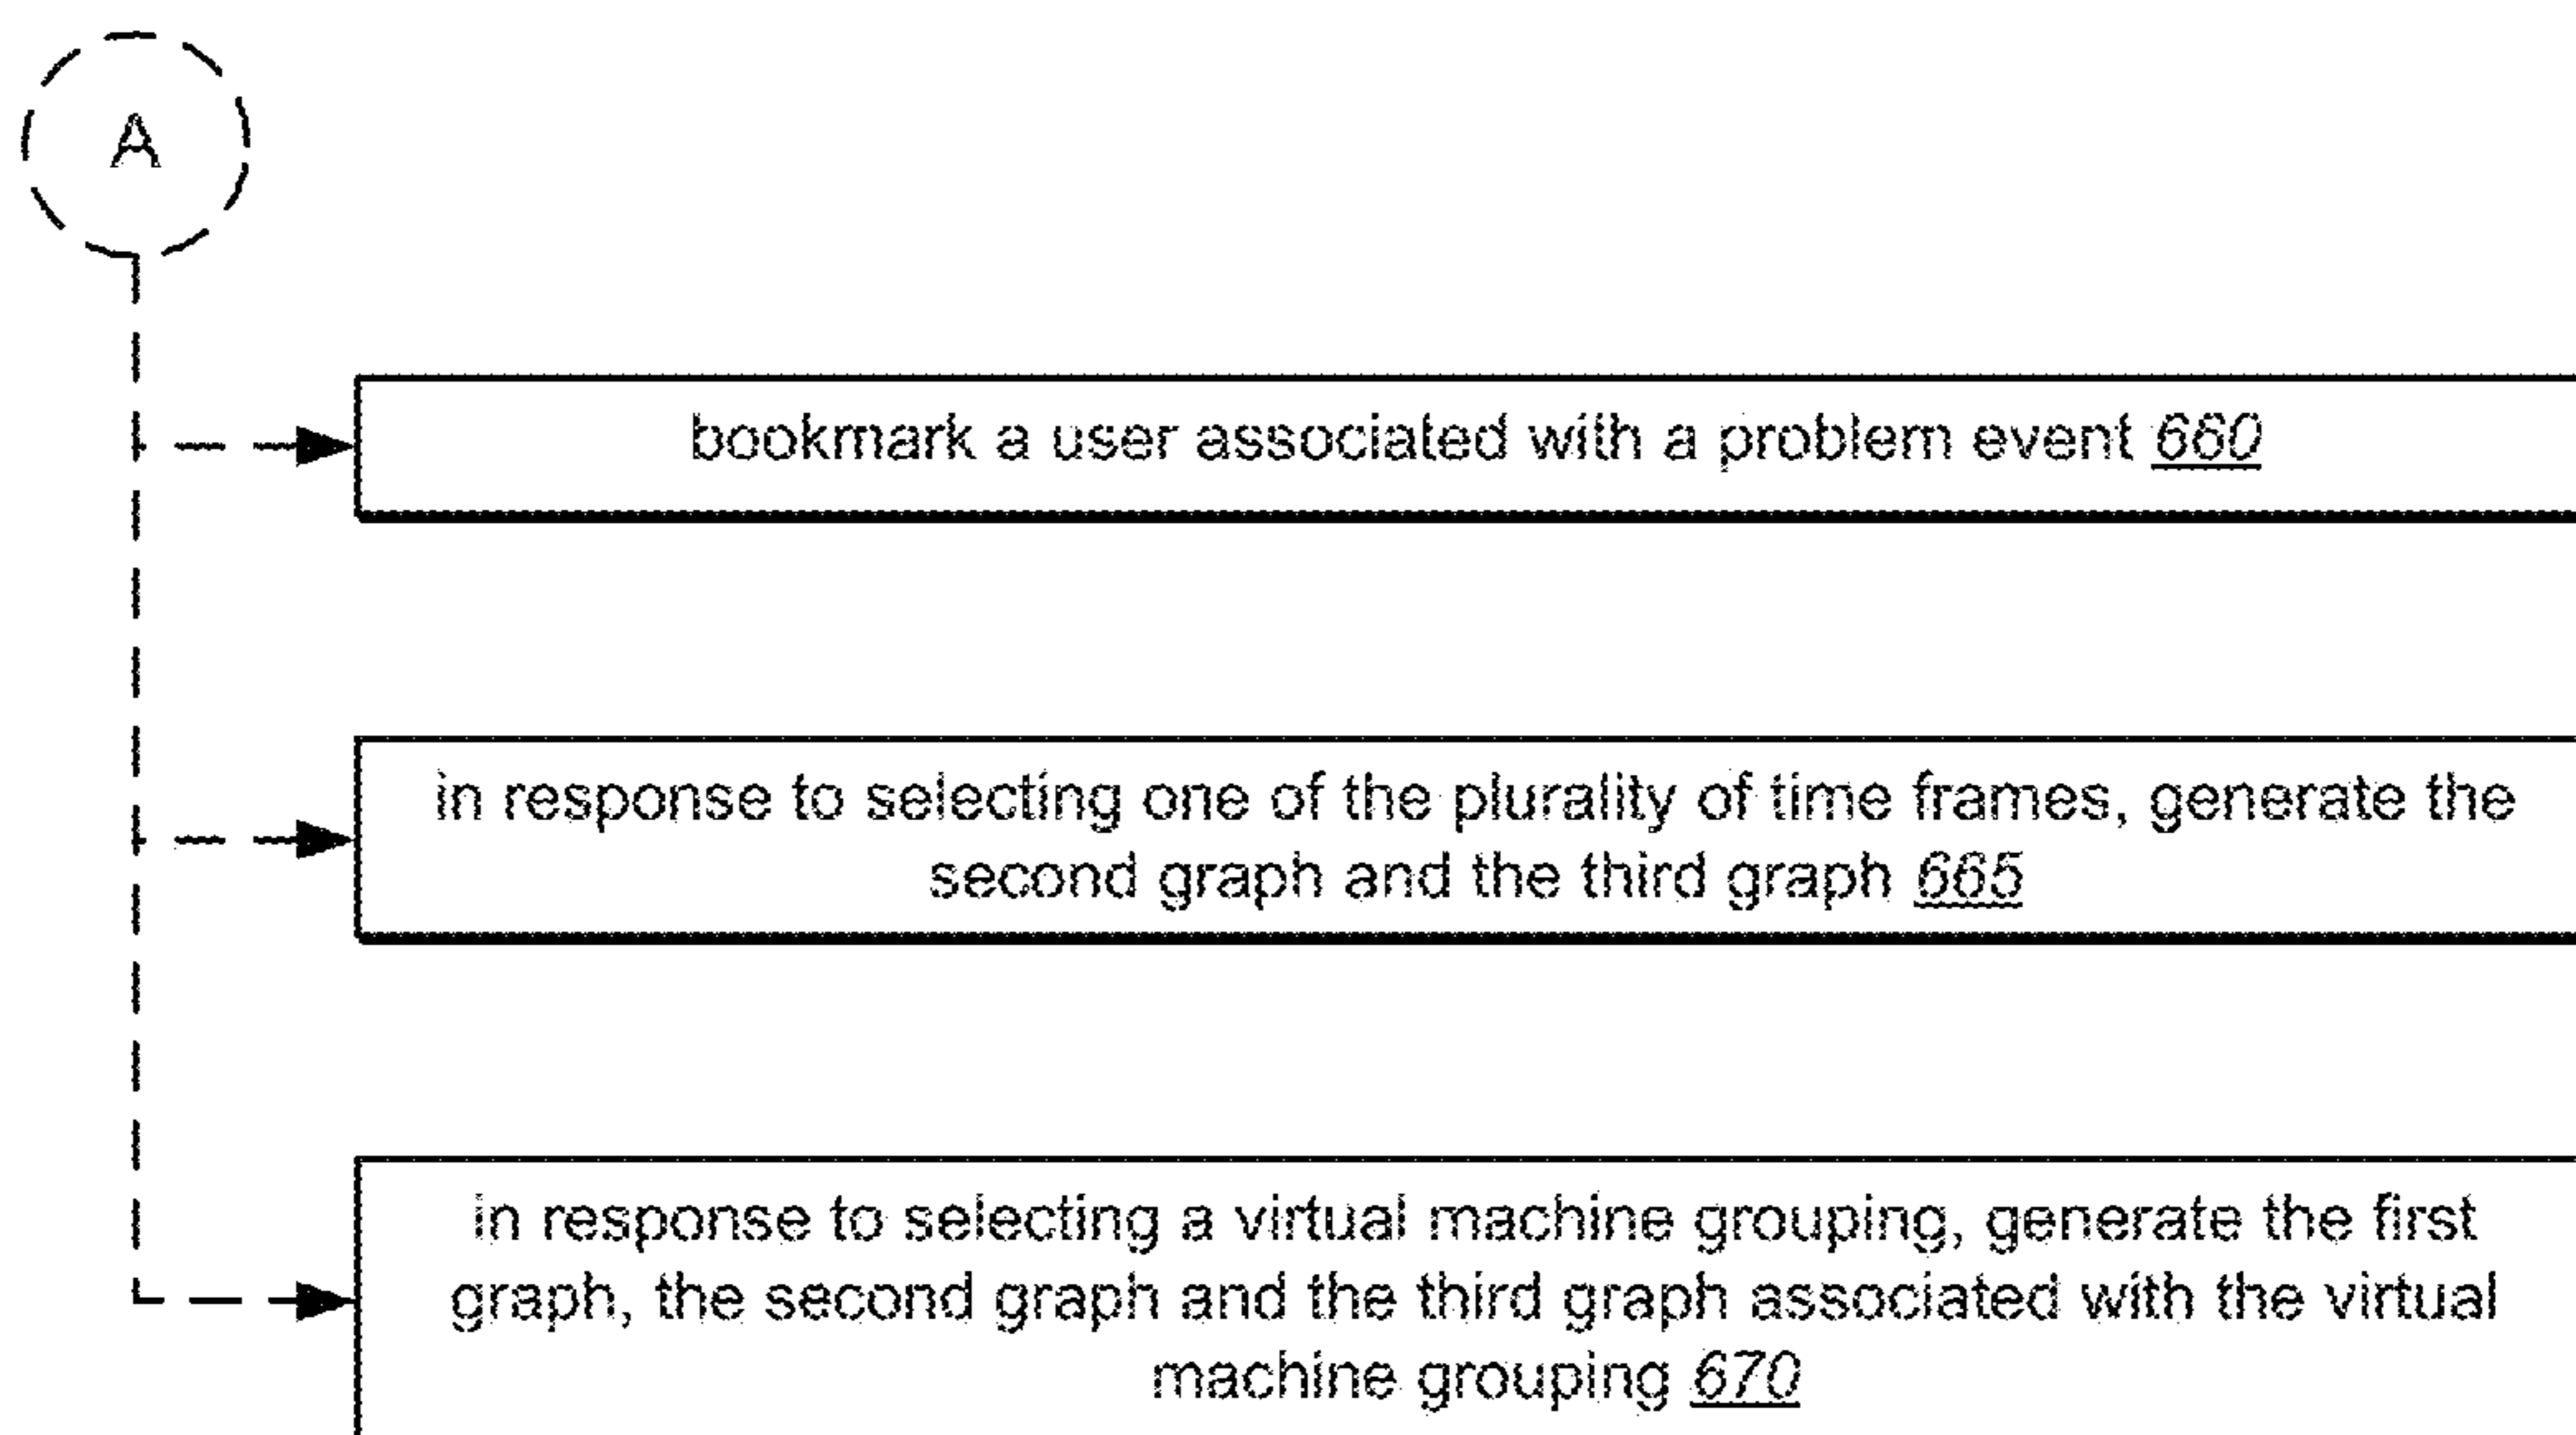 A
bookmark a user associated with a problem event 660
in response to selecting one of the plurality of time frames, generate the
second graph and the third graph 665
in response to selecting a virtual machine grouping, generate the first
graph, the second graph and the third graph associated with the virtual
machine grouping 670